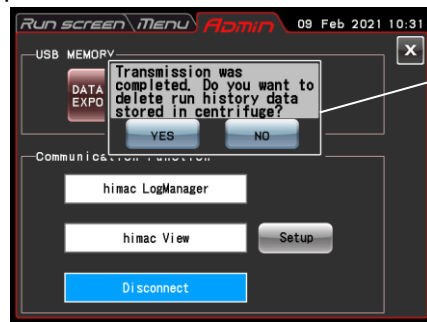 Run screen Menu Admin 09 Feb 2021 10:31
USB MEMORY
X
DATA
EXPO
Transmission was
completed. Do you want to
delete run history data
stored in centrifuge?
YES NO
Communication Function
himac LogManager
himac View Setup
Disconnect